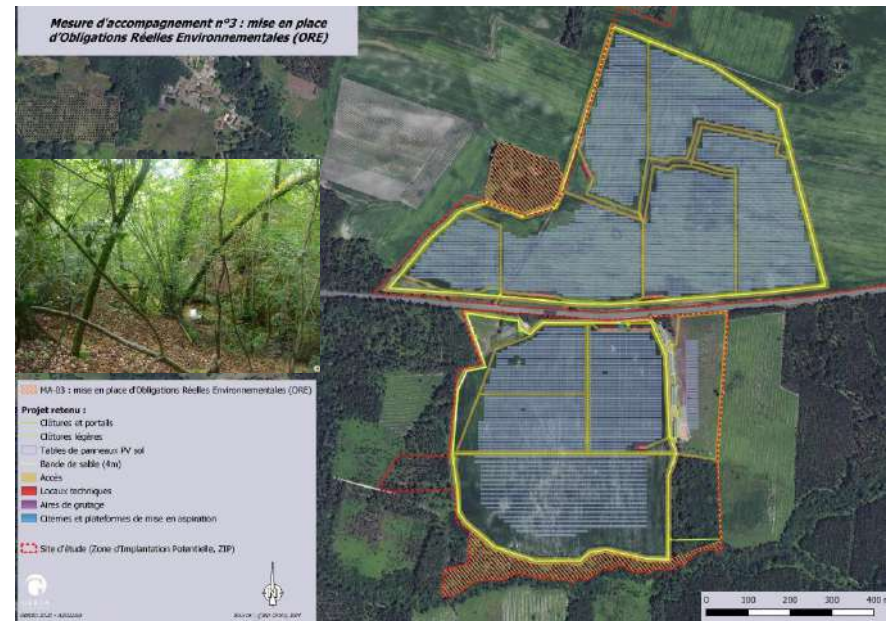 Mesure d'accompagnement n°3 : mise en place
d'Obligations Réelles Environnementales (ORE)
MA-03 : mise en place d'Obligations Réelles Environnementales (ORE)
Projet retenu :
Clôtures et portails
Clôtures légères
Tables de panneaux PV sol
Bande de sable (4m)
Accès
Locaux techniques
Aires de grutage
Citernes et plateformes de mise en aspiration
Site d'étude (Zone d'Implantation Potentielle, ZIP)
N
0 100 200 300 400 m